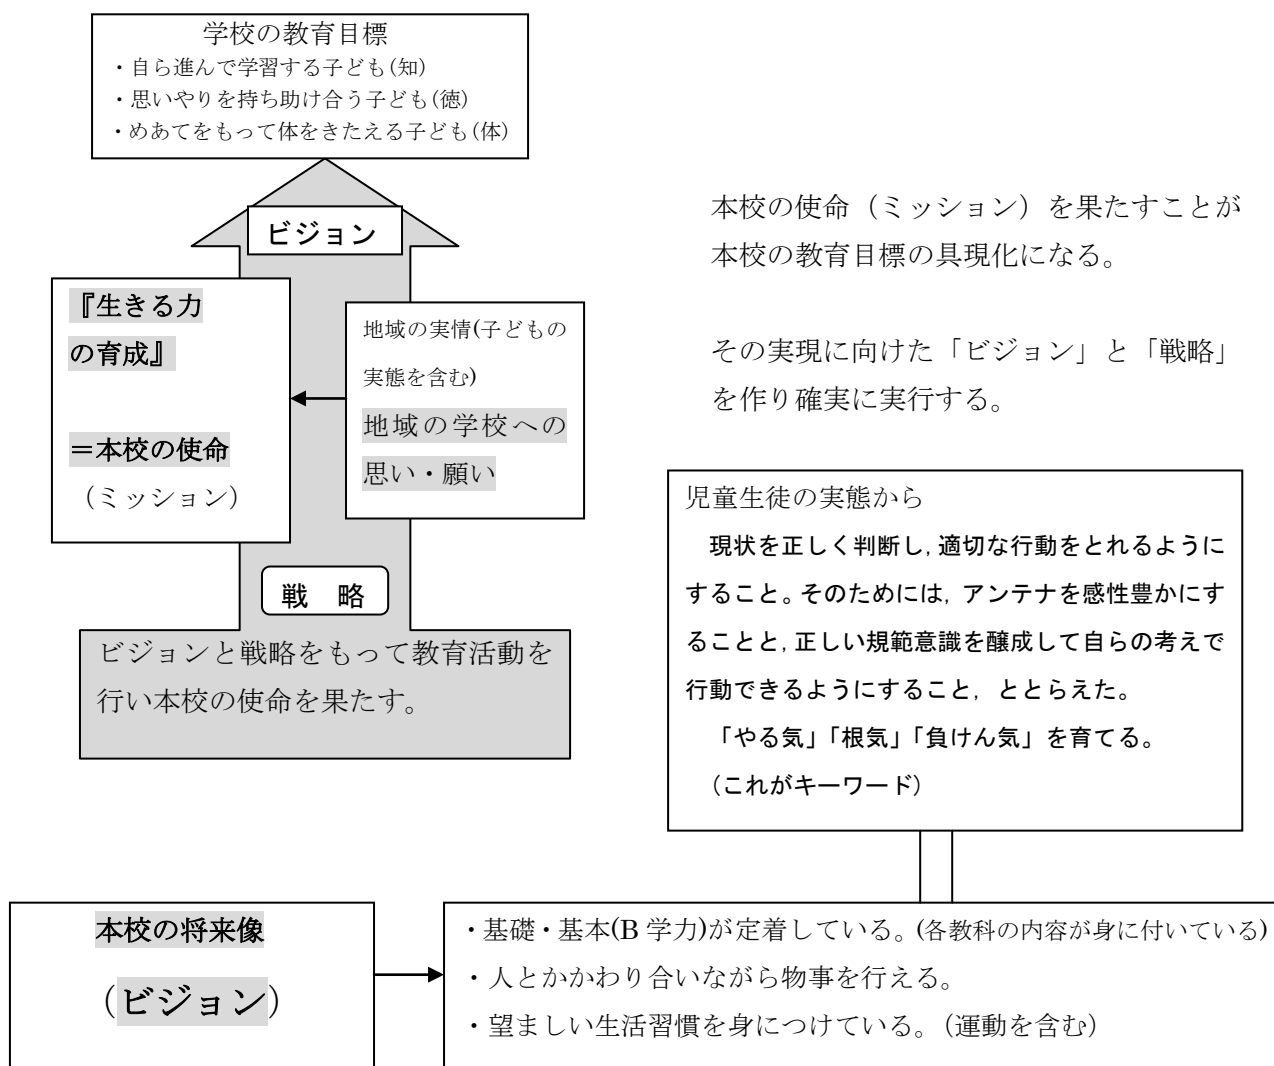 学校の教育目標
・自ら進んで学習する子ども(知)
・思いやりを持ち助け合う子ども(徳)
・めあてをもって体をきたえる子ども(体)
ビジョン
『生きる力
の育成』
＝本校の使命
（ミッション）
地域の実情(子どもの
実態を含む)
地域の学校への
思い・願い
戦　略
ビジョンと戦略をもって教育活動を
行い本校の使命を果たす。
本校の使命（ミッション）を果たすことが
本校の教育目標の具現化になる。
その実現に向けた「ビジョン」と「戦略」
を作り確実に実行する。
児童生徒の実態から
現状を正しく判断し，適切な行動をとれるように
すること。そのためには，アンテナを感性豊かにす
ることと，正しい規範意識を醸成して自らの考えで
行動できるようにすること，ととらえた。
「やる気」「根気」「負けん気」を育てる。
（これがキーワード）
本校の将来像
（ビジョン）
・基礎・基本(B 学力)が定着している。(各教科の内容が身に付いている)
・人とかかわり合いながら物事を行える。
・望ましい生活習慣を身につけている。（運動を含む）